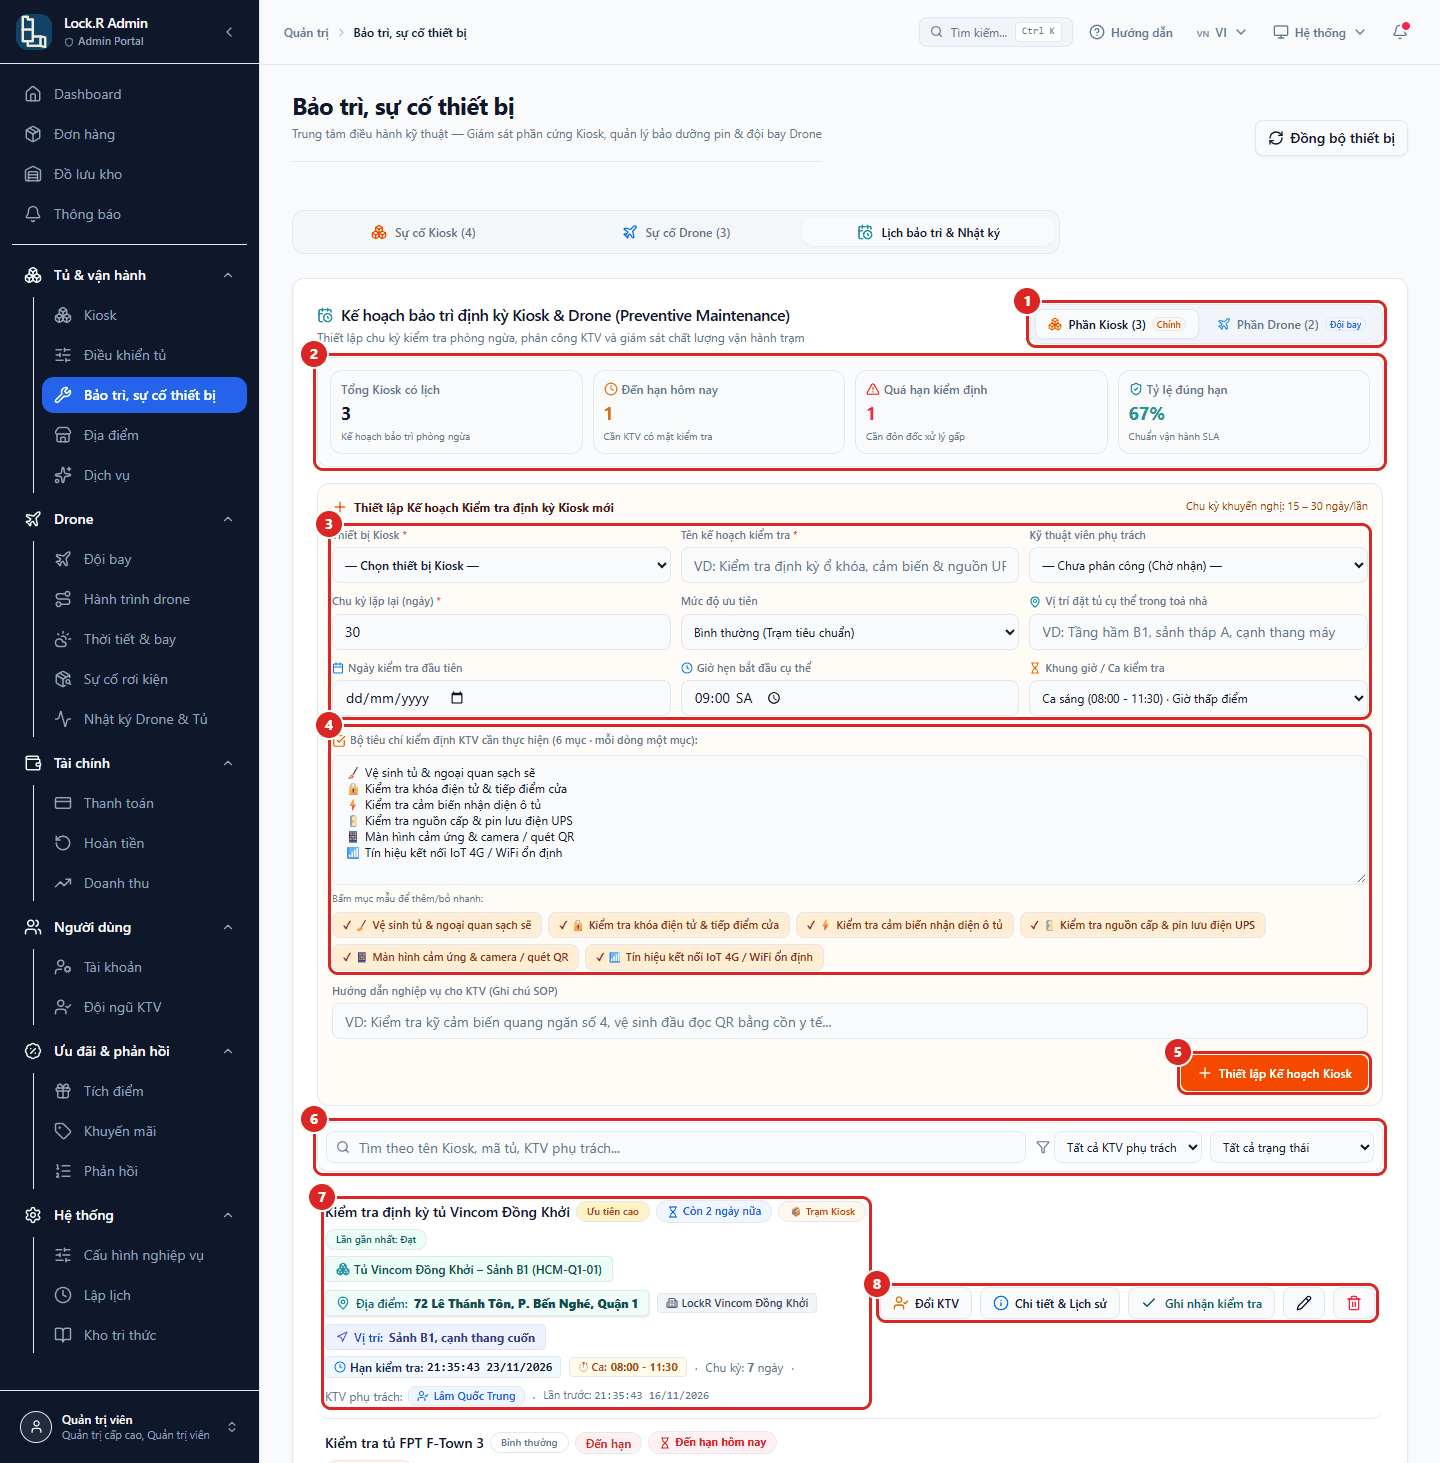 Lock.R Admin
Admin Portal
Dashboard
Đơn hàng
Đồ lưu kho
Thông báo
Tủ & vận hành
Kiosk
Điều khiển tủ
Bảo trì, sự cố thiết bị
Địa điểm
Dịch vụ
Drone
Đội bay
Hành trình drone
Thời tiết & bay
Sự cố rơi kiện
Nhật ký Drone & Tủ
Tài chính
Thanh toán
Hoàn tiền
Doanh thu
Người dùng
Tài khoản
Đội ngũ KTV
Ưu đãi & phản hồi
Tích điểm
Khuyến mãi
Phản hồi
Hệ thống
Cấu hình nghiệp vụ
Lập lịch
Kho tri thức
Quản trị viên
Quản trị cấp cao, Quản trị viên
Quản trị > Bảo trì, sự cố thiết bị
Tìm kiếm... Ctrl K
Hướng dẫn
VN VI
Hệ thống
Bảo trì, sự cố thiết bị
Trung tâm điều hành kỹ thuật — Giám sát phần cứng Kiosk, quản lý bảo dưỡng pin & đội bay Drone
Đồng bộ thiết bị
Sự cố Kiosk (4)
Sự cố Drone (3)
Lịch bảo trì & Nhật ký
Kế hoạch bảo trì định kỳ Kiosk & Drone (Preventive Maintenance)
Thiết lập chu kỳ kiểm tra phòng ngừa, phân công KTV và giám sát chất lượng vận hành trạm
1
Phần Kiosk (3) Chính
Phần Drone (2) Đội bay
2
Tổng Kiosk có lịch
3
Kế hoạch bảo trì phòng ngừa
Đến hạn hôm nay
1
Cần KTV có mặt kiểm tra
Quá hạn kiểm định
1
Cần đôn đốc xử lý gấp
Tỷ lệ đúng hạn
67%
Chuẩn vận hành SLA
Thiết lập Kế hoạch Kiểm tra định kỳ Kiosk mới
Chu kỳ khuyến nghị: 15 – 30 ngày/lần
3
Thiết bị Kiosk *
— Chọn thiết bị Kiosk —
Tên kế hoạch kiểm tra *
VD: Kiểm tra định kỳ ổ khóa, cảm biến & nguồn UF
Kỹ thuật viên phụ trách
— Chưa phân công (Chờ nhận) —
Chu kỳ lặp lại (ngày) *
30
Mức độ ưu tiên
Bình thường (Trạm tiêu chuẩn)
Vị trí đặt tủ cụ thể trong toà nhà
VD: Tầng hầm B1, sảnh tháp A, cạnh thang máy
Ngày kiểm tra đầu tiên
dd/mm/yyyy
Giờ hẹn bắt đầu cụ thể
09:00 SA
Khung giờ / Ca kiểm tra
Ca sáng (08:00 - 11:30) · Giờ thấp điểm
4
Bộ tiêu chí kiểm định KTV cần thực hiện (6 mục · mỗi dòng một mục):
Vệ sinh tủ & ngoại quan sạch sẽ
Kiểm tra khóa điện tử & tiếp điểm cửa
Kiểm tra cảm biến nhận diện ô tủ
Kiểm tra nguồn cấp & pin lưu điện UPS
Màn hình cảm ứng & camera / quét QR
Tín hiệu kết nối IoT 4G / WiFi ổn định
Bấm mục mẫu để thêm/bỏ nhanh:
✓ Vệ sinh tủ & ngoại quan sạch sẽ
✓ Kiểm tra khóa điện tử & tiếp điểm cửa
✓ Kiểm tra cảm biến nhận diện ô tủ
✓ Kiểm tra nguồn cấp & pin lưu điện UPS
✓ Màn hình cảm ứng & camera / quét QR
✓ Tín hiệu kết nối IoT 4G / WiFi ổn định
Hướng dẫn nghiệp vụ cho KTV (Ghi chú SOP)
VD: Kiểm tra kỹ cảm biến quang ngăn số 4, vệ sinh đầu đọc QR bằng cồn y tế...
5
Thiết lập Kế hoạch Kiosk
6
Tìm theo tên Kiosk, mã tủ, KTV phụ trách...
Tất cả KTV phụ trách
Tất cả trạng thái
7
Kiểm tra định kỳ tủ Vincom Đồng Khởi Ưu tiên cao Còn 2 ngày nữa Trạm Kiosk
Lần gần nhất: Đạt
Tủ Vincom Đồng Khởi – Sảnh B1 (HCM-Q1-01)
Địa điểm: 72 Lê Thánh Tôn, P. Bến Nghé, Quận 1 LockR Vincom Đồng Khởi
Vị trí: Sảnh B1, cạnh thang cuốn
Hạn kiểm tra: 21:35:43 23/11/2026 Ca: 08:00 - 11:30 · Chu kỳ: 7 ngày ·
KTV phụ trách: Lâm Quốc Trung · Lần trước: 21:35:43 16/11/2026
8
Đổi KTV
Chi tiết & Lịch sử
Ghi nhận kiểm tra
Kiểm tra tủ FPT F-Town 3 Bình thường Đến hạn Đến hạn hôm nay